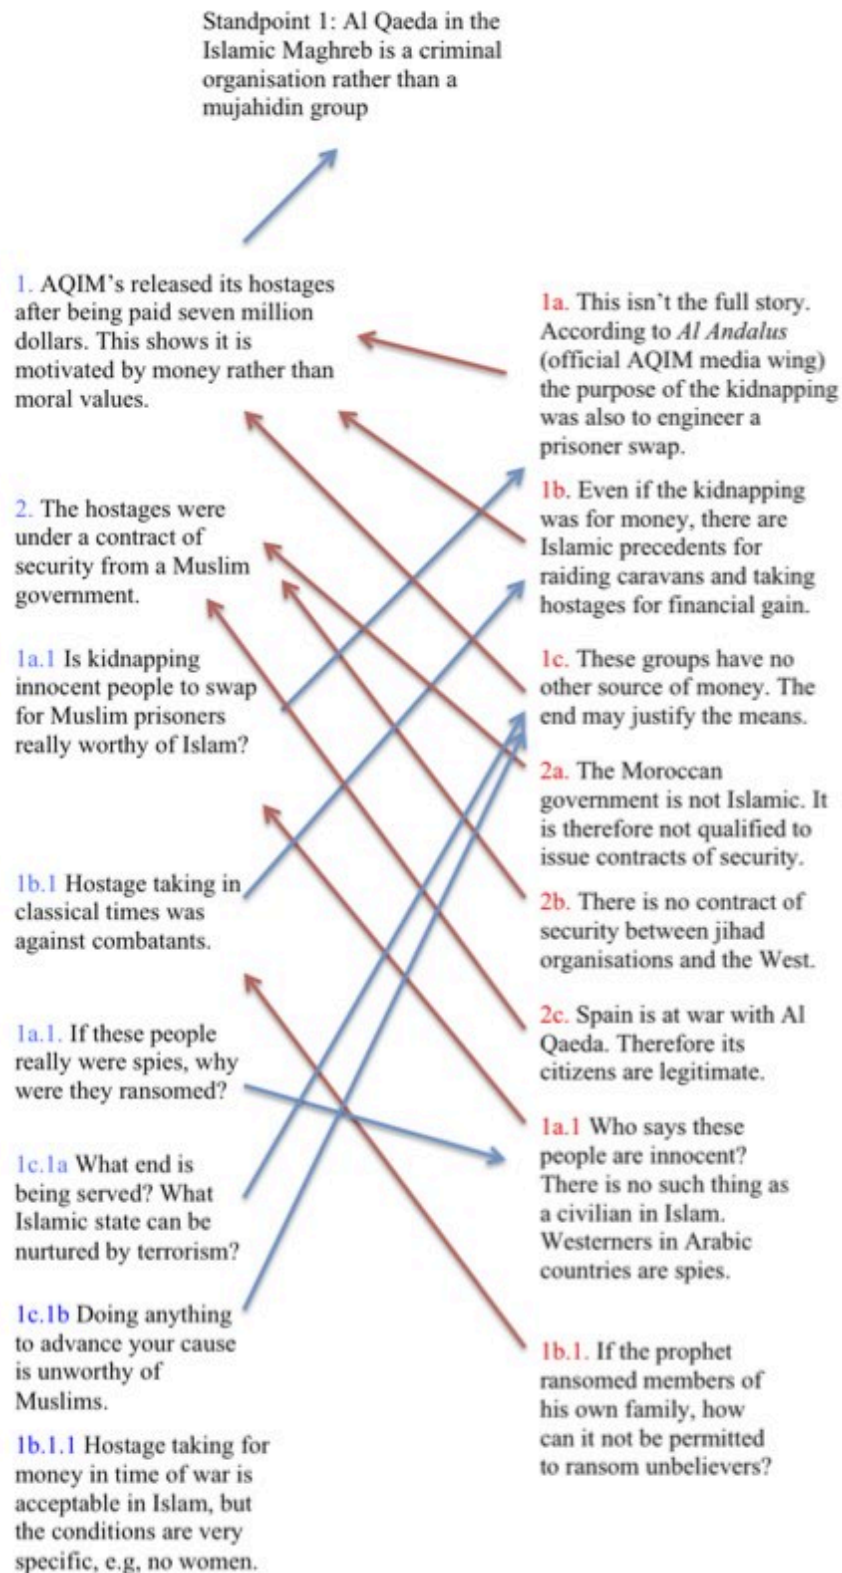 Standpoint 1: Al Qaeda in the
Islamic Maghreb is a criminal
organisation rather than a
mujahidin group
1. AQIM's released its hostages
after being paid seven million
dollars. This shows it is
motivated by money rather than
moral values.
2. The hostages were
under a contract of
security from a Muslim
government.
1a.1 Is kidnapping
innocent people to swap
for Muslim prisoners
really worthy of Islam?
1b.1 Hostage taking in
classical times was
against combatants.
1a.1. If these people
really were spies, why
were they ransomed?
1c.1a What end is
being served? What
Islamic state can be
nurtured by terrorism?
1c.1b Doing anything
to advance your cause
is unworthy of
Muslims.
1b.1.1 Hostage taking for
money in time of war is
acceptable in Islam, but
the conditions are very
specific, e.g, no women.
1a. This isn't the full story.
According to Al Andalus
(official AQIM media wing)
the purpose of the kidnapping
was also to engineer a
prisoner swap.
1b. Even if the kidnapping
was for money, there are
Islamic precedents for
raiding caravans and taking
hostages for financial gain.
1c. These groups have no
other source of money. The
end may justify the means.
2a. The Moroccan
government is not Islamic. It
is therefore not qualified to
issue contracts of security.
2b. There is no contract of
security between jihad
organisations and the West.
2c. Spain is at war with Al
Qaeda. Therefore its
citizens are legitimate.
1a.1 Who says these
people are innocent?
There is no such thing as
a civilian in Islam.
Westerners in Arabic
countries are spies.
1b.1. If the prophet
ransomed members of
his own family, how
can it not be permitted
to ransom unbelievers?